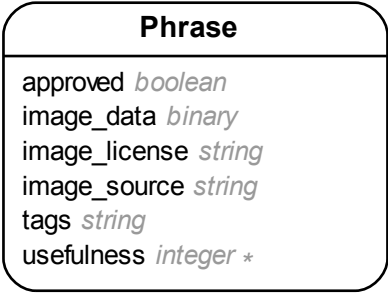 Phrase
approved boolean
image_data binary
image_license string
image_source string
tags string
usefulness integer *